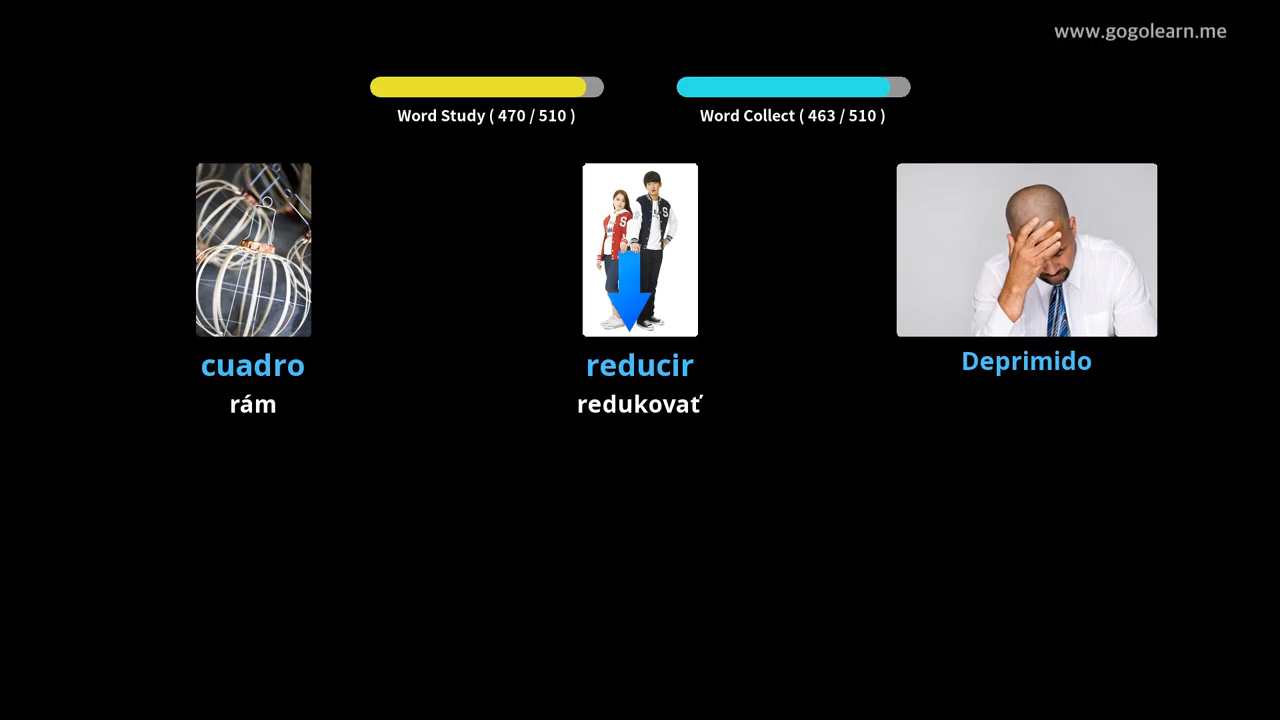 www.gogolearn.me
Word Study ( 470 / 510 )
Word Collect ( 463 / 510 )
cuadro
rám
reducir
redukovať
Deprimido